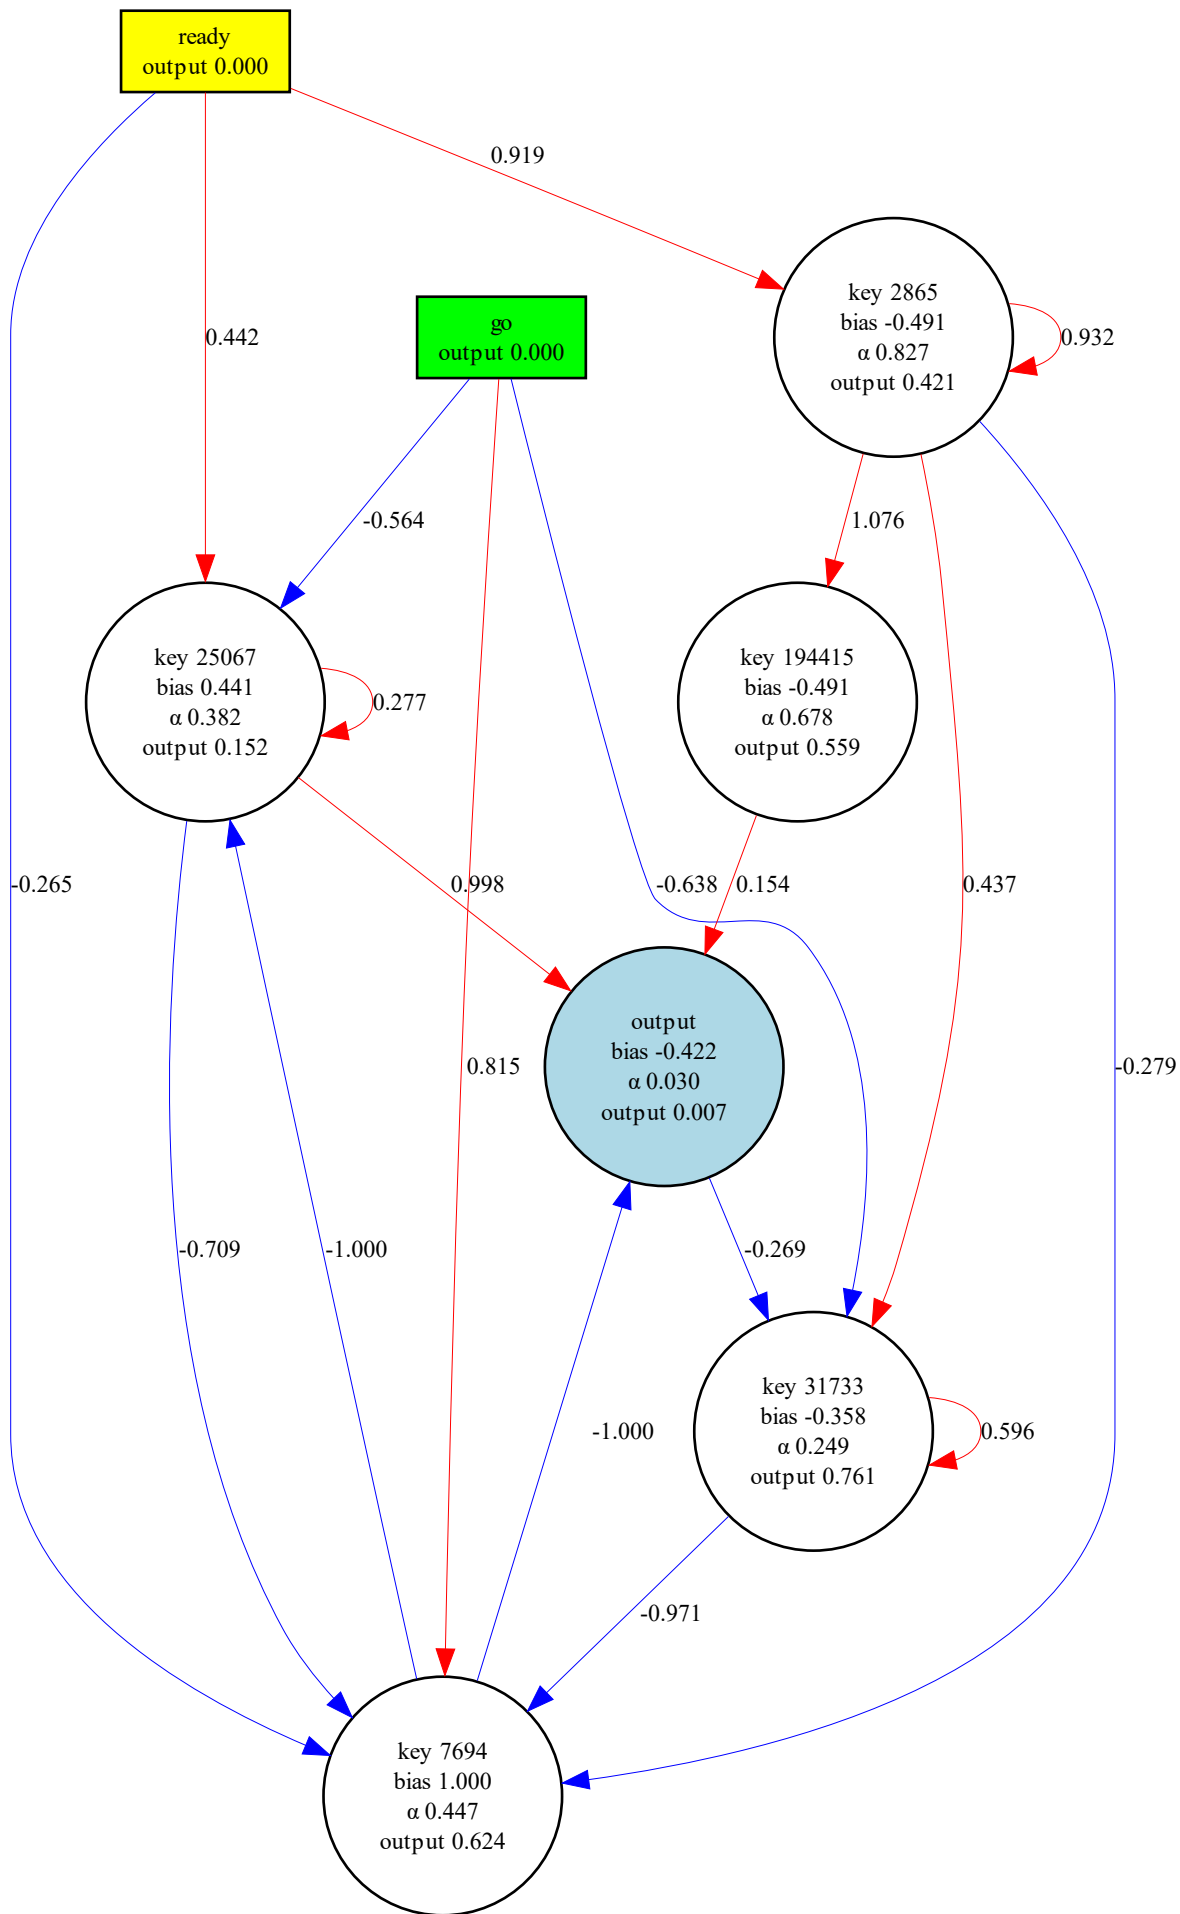 ready
output 0.000
0.919
key 2865
bias -0.491
α 0.827
output 0.421
0.932
go
output 0.000
0.442
-0.564
1.076
key 25067
bias 0.441
α 0.382
output 0.152
0.277
key 194415
bias -0.491
α 0.678
output 0.559
-0.265
0.998
-0.638
0.154
0.437
output
bias -0.422
α 0.030
output 0.007
0.815
-0.279
-0.709
-1.000
-0.269
key 31733
bias -0.358
α 0.249
output 0.761
0.596
-1.000
-0.971
key 7694
bias 1.000
α 0.447
output 0.624